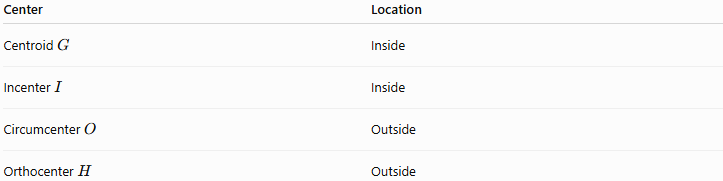 Center Location
Centroid G Inside
Incenter I Inside
Circumcenter O Outside
Orthocenter H Outside